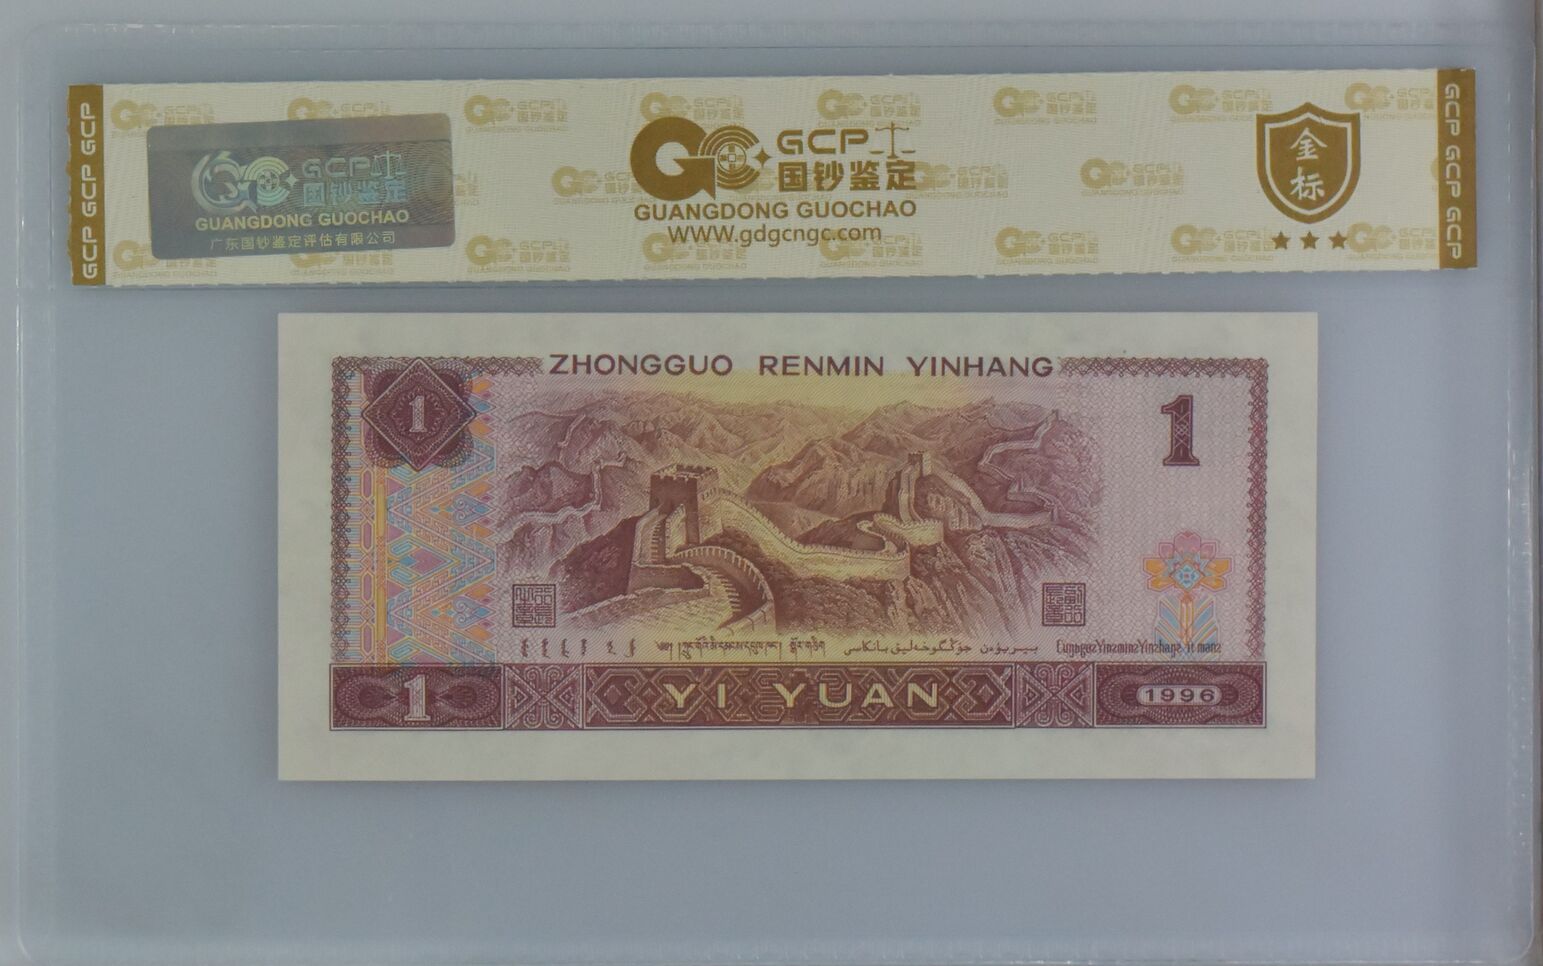 GCP GCP GCP
GCP
国钞鉴定
GUANGDONG GUOCHAO
广东国钞鉴定评估有限公司
GCP
国钞鉴定
GUANGDONG GUOCHAO
WWW.gdgcngc.com
金标
GCP GCP GCP
ZHONGGUO RENMIN YINHANG
1
1
1
YI YUAN
1996